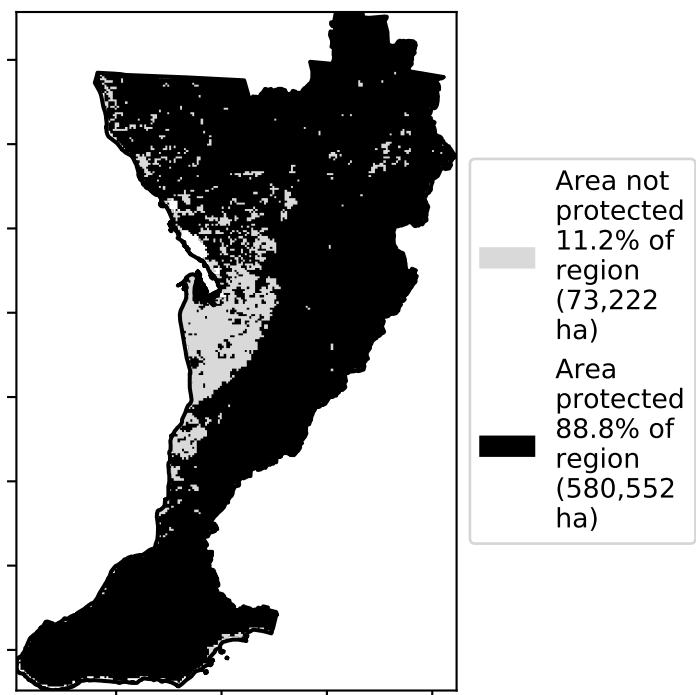 Area not
protected
11.2% of
region
(73,222
ha)
Area
protected
88.8% of
region
(580,552
ha)